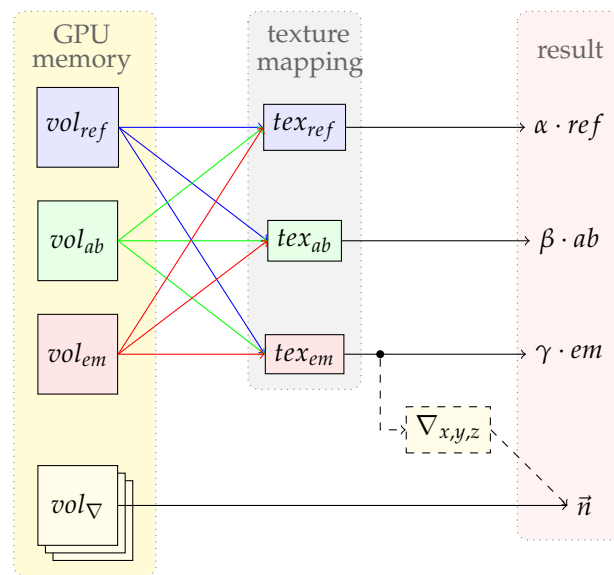 GPU
memory
texture
mapping
result
vol_ref
tex_ref
α · ref
vol_ab
tex_ab
β · ab
vol_em
tex_em
γ · em
∇_x,y,z
vol_∇
n⃗